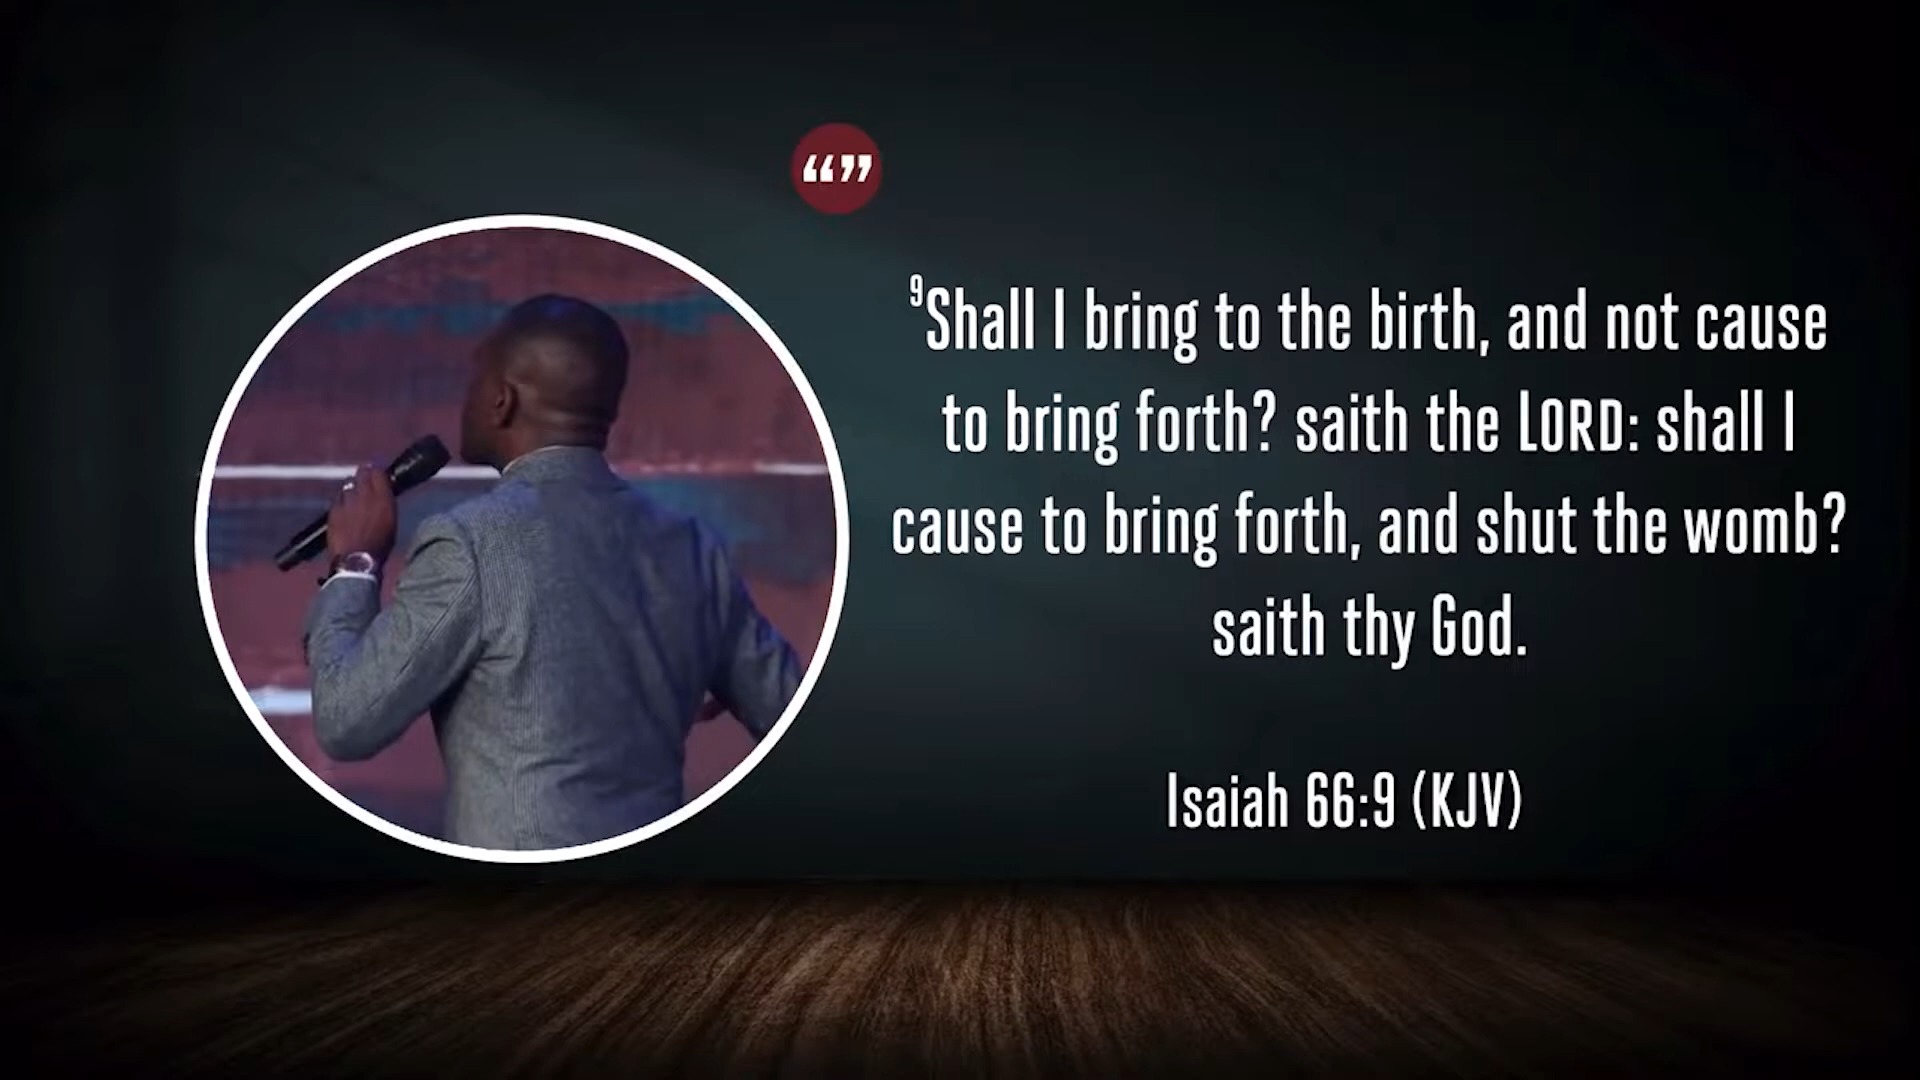 “”
⁹Shall I bring to the birth, and not cause
to bring forth? saith the LORD: shall I
cause to bring forth, and shut the womb?
saith thy God.
Isaiah 66:9 (KJV)